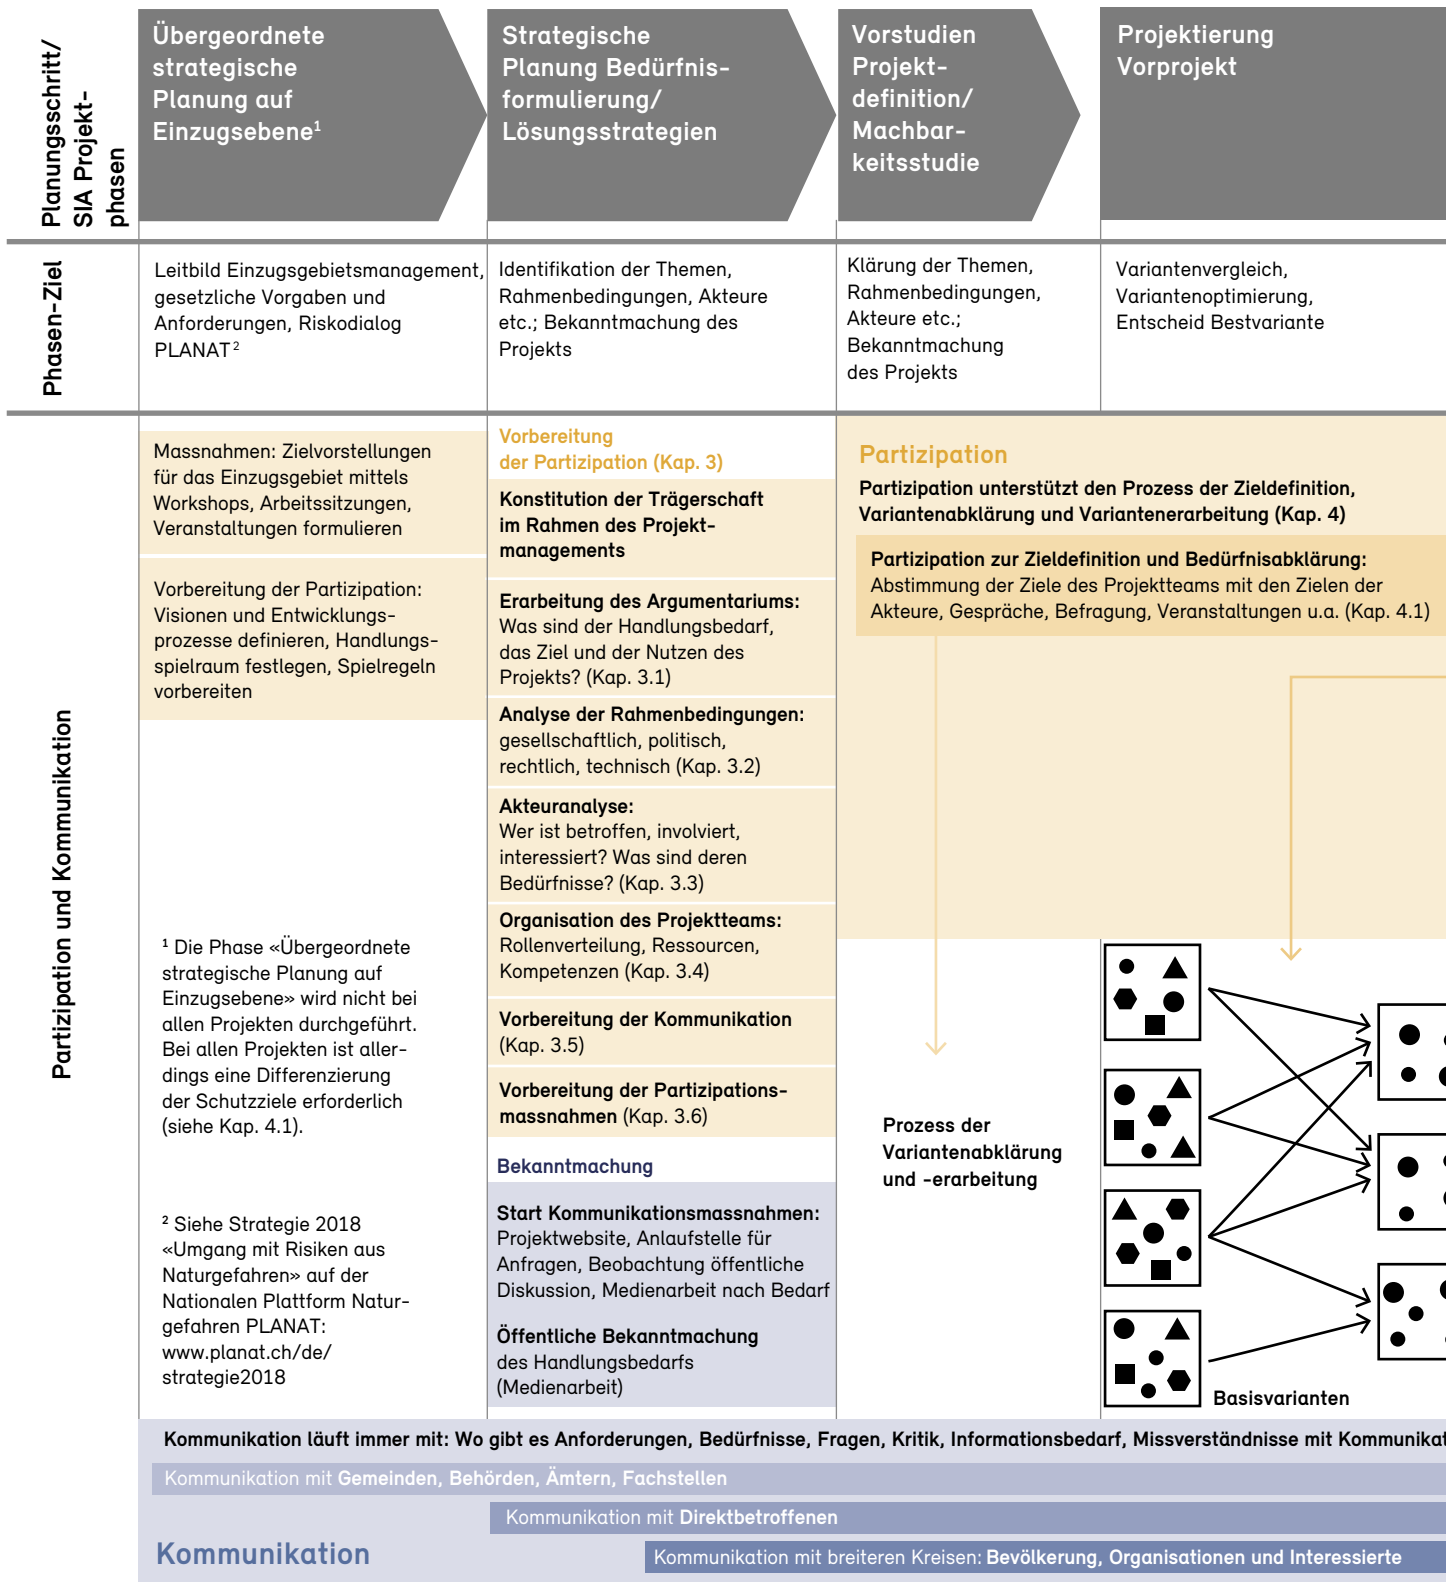 Planungsschritt/
SIA Projekt-
phasen
Übergeordnete
strategische
Planung auf
Einzugsebene¹
Strategische
Planung Bedürfnis-
formulierung/
Lösungsstrategien
Vorstudien
Projekt-
definition/
Machbar-
keitsstudie
Projektierung
Vorprojekt
Phasen-Ziel
Leitbild Einzugsgebietsmanagement,
gesetzliche Vorgaben und
Anforderungen, Riskodialog
PLANAT²
Identifikation der Themen,
Rahmenbedingungen, Akteure
etc.; Bekanntmachung des
Projekts
Klärung der Themen,
Rahmenbedingungen,
Akteure etc.;
Bekanntmachung
des Projekts
Variantenvergleich,
Variantenoptimierung,
Entscheid Bestvariante
Partizipation und Kommunikation
Massnahmen: Zielvorstellungen
für das Einzugsgebiet mittels
Workshops, Arbeitssitzungen,
Veranstaltungen formulieren
Vorbereitung der Partizipation:
Visionen und Entwicklungs-
prozesse definieren, Handlungs-
spielraum festlegen, Spielregeln
vorbereiten
¹ Die Phase «Übergeordnete
strategische Planung auf
Einzugsebene» wird nicht bei
allen Projekten durchgeführt.
Bei allen Projekten ist aller-
dings eine Differenzierung
der Schutzziele erforderlich
(siehe Kap. 4.1).
² Siehe Strategie 2018
«Umgang mit Risiken aus
Naturgefahren» auf der
Nationalen Plattform Natur-
gefahren PLANAT:
www.planat.ch/de/
strategie2018
Vorbereitung
der Partizipation (Kap. 3)
Konstitution der Trägerschaft
im Rahmen des Projekt-
managements
Erarbeitung des Argumentariums:
Was sind der Handlungsbedarf,
das Ziel und der Nutzen des
Projekts? (Kap. 3.1)
Analyse der Rahmenbedingungen:
gesellschaftlich, politisch,
rechtlich, technisch (Kap. 3.2)
Akteuranalyse:
Wer ist betroffen, involviert,
interessiert? Was sind deren
Bedürfnisse? (Kap. 3.3)
Organisation des Projektteams:
Rollenverteilung, Ressourcen,
Kompetenzen (Kap. 3.4)
Vorbereitung der Kommunikation
(Kap. 3.5)
Vorbereitung der Partizipations-
massnahmen (Kap. 3.6)
Bekanntmachung
Start Kommunikationsmassnahmen:
Projektwebsite, Anlaufstelle für
Anfragen, Beobachtung öffentliche
Diskussion, Medienarbeit nach Bedarf
Öffentliche Bekanntmachung
des Handlungsbedarfs
(Medienarbeit)
Partizipation
Partizipation unterstützt den Prozess der Zieldefinition,
Variantenabklärung und Variantenerarbeitung (Kap. 4)
Partizipation zur Zieldefinition und Bedürfnisabklärung:
Abstimmung der Ziele des Projektteams mit den Zielen der
Akteure, Gespräche, Befragung, Veranstaltungen u.a. (Kap. 4.1)
Prozess der
Variantenabklärung
und -erarbeitung
Basisvarianten
Kommunikation läuft immer mit: Wo gibt es Anforderungen, Bedürfnisse, Fragen, Kritik, Informationsbedarf, Missverständnisse mit Kommunikat
Kommunikation mit Gemeinden, Behörden, Ämtern, Fachstellen
Kommunikation mit Direktbetroffenen
Kommunikation
Kommunikation mit breiteren Kreisen: Bevölkerung, Organisationen und Interessierte